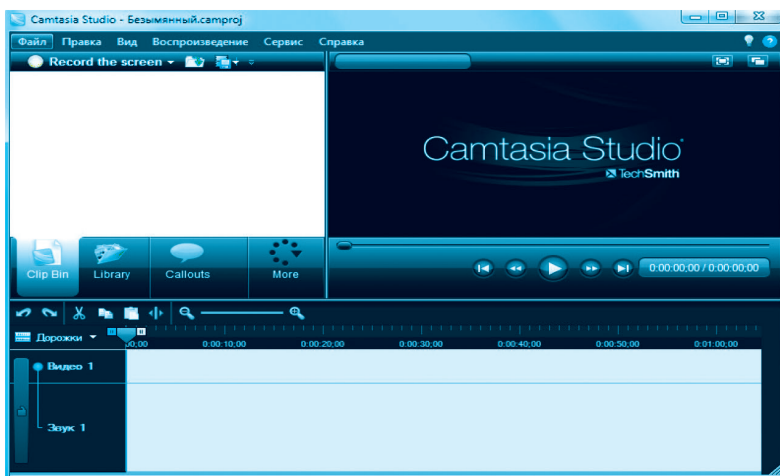 Camtasia Studio - Безымянный.camproj
Файл Правка Вид Воспроизведение Сервис Справка
Record the screen
Camtasia Studio
TechSmith
Clip Bin Library Callouts More
0:00:00;00 / 0:00:00;00
Дорожки 00;00 0:00:10;00 0:00:20;00 0:00:30;00 0:00:40;00 0:00:50;00 0:01:00;00
Видео 1
Звук 1